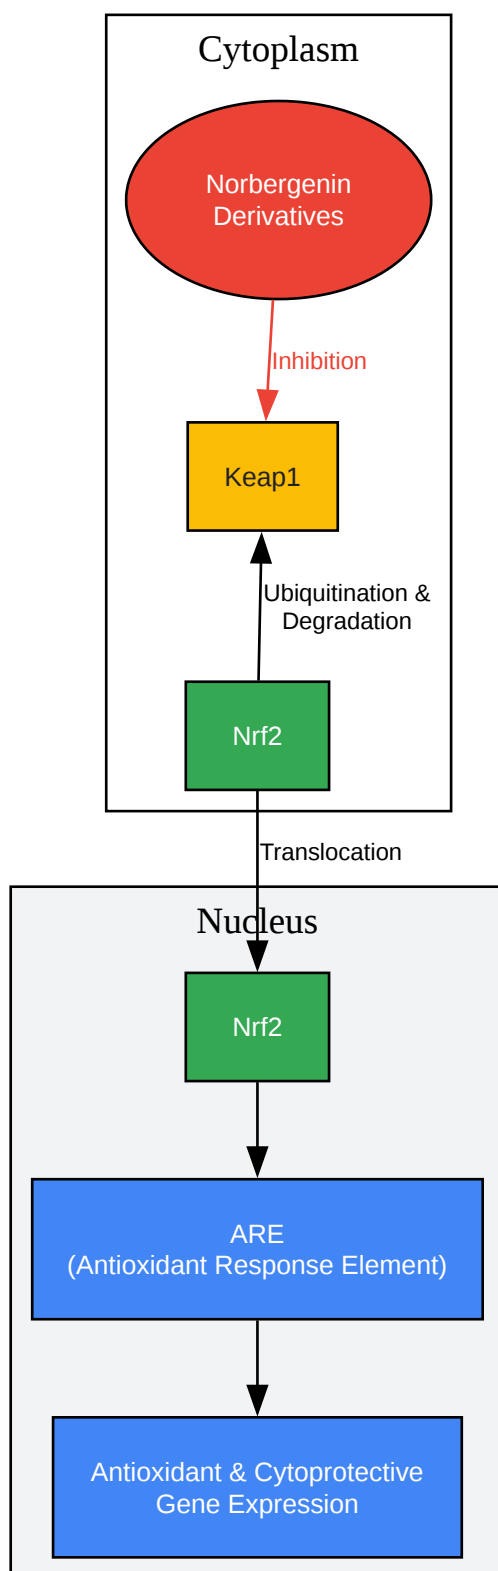 Cytoplasm
Norbergenin
Derivatives
Inhibition
Keap1
Ubiquitination &
Degradation
Nrf2
Translocation
Nucleus
Nrf2
ARE
(Antioxidant Response Element)
Antioxidant & Cytoprotective
Gene Expression